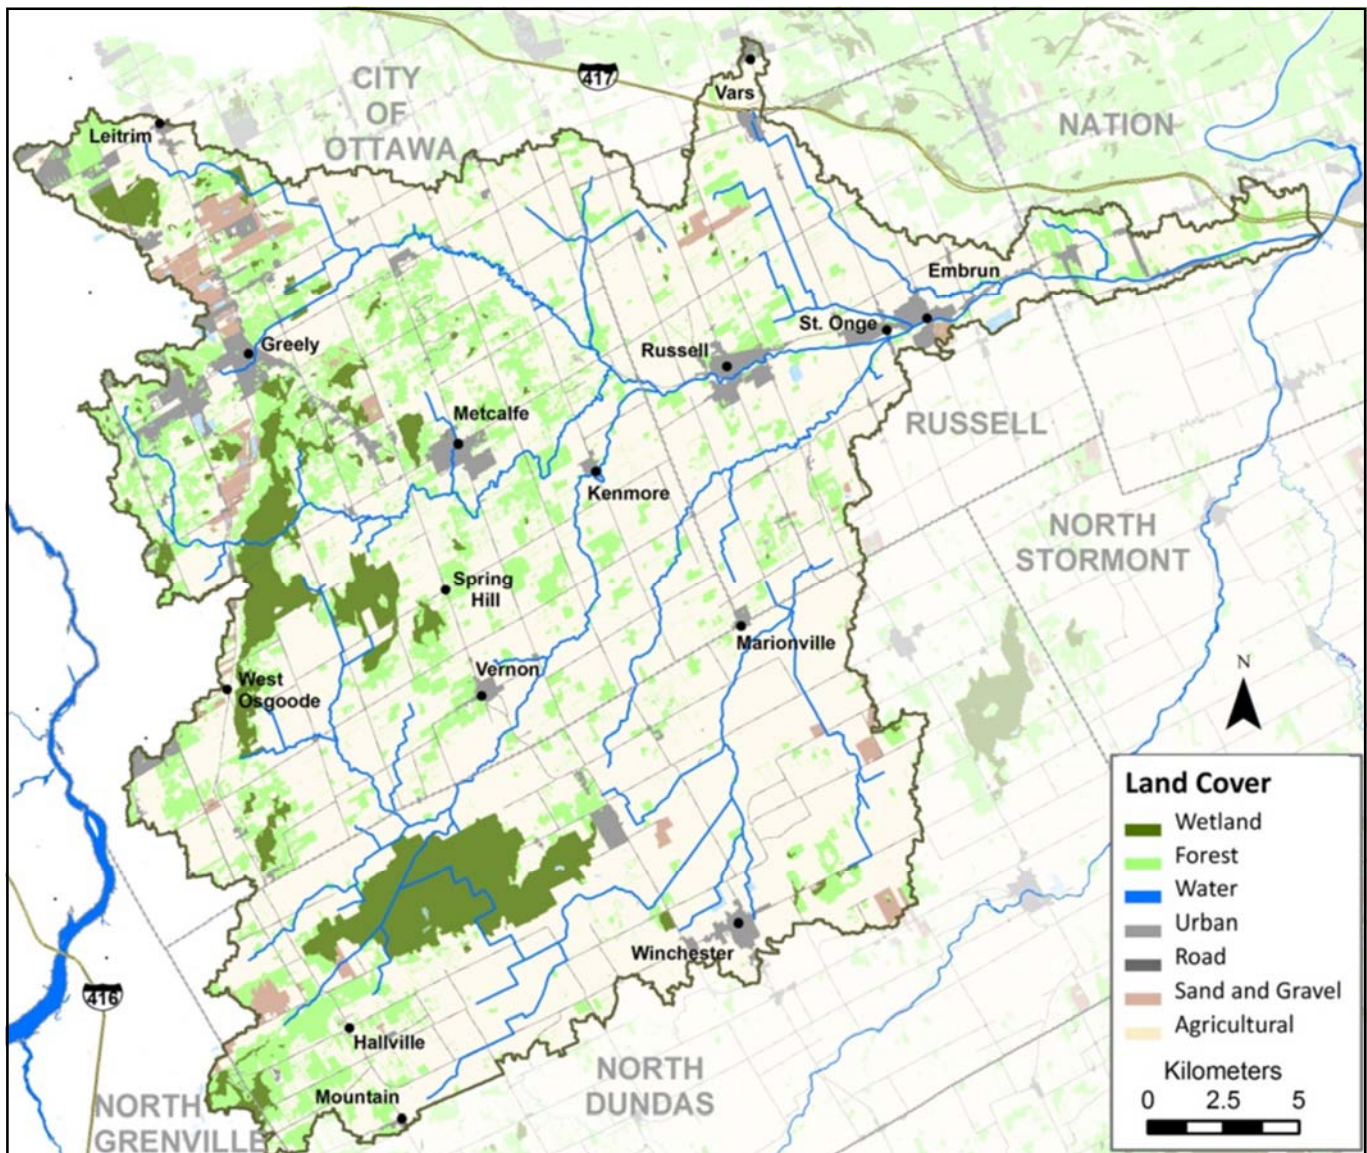 CITY
OF
OTTAWA
417
Vars
NATION
Leitrim
Embrun
St. Onge
Greely
Russell
Metcalfe
RUSSELL
Kenmore
NORTH
STORMONT
Spring
Hill
Marionville
Vernon
West
Osgoode
N
Land Cover
Wetland
Forest
Water
Urban
Road
Sand and Gravel
Agricultural
Kilometers
0 2.5 5
Winchester
416
Hallville
Mountain
NORTH
DUNDAS
NORTH
GRENVILLE